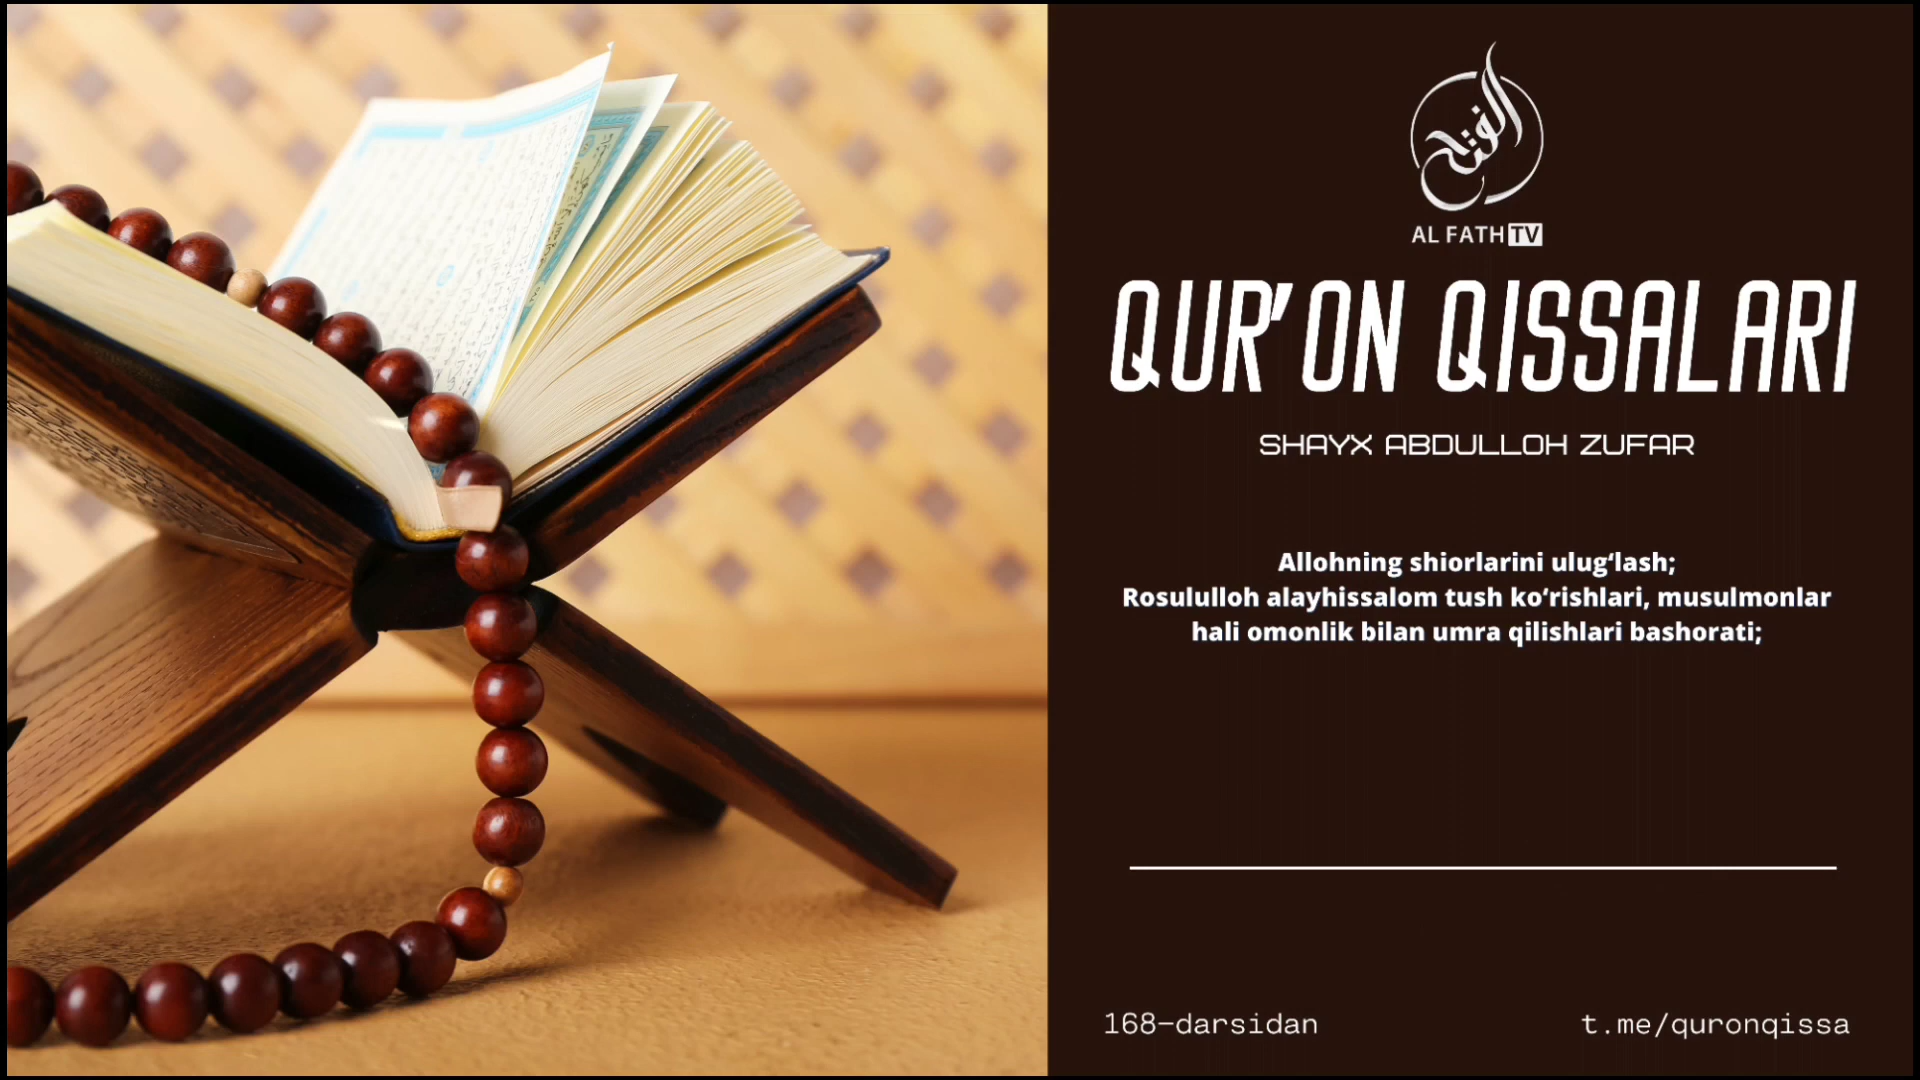 الفتح
AL FATH TV
QUR'ON QISSALARI
SHAYX ABDULLOH ZUFAR
Allohning shiorlarini ulug‘lash;
Rosululloh alayhissalom tush ko‘rishlari, musulmonlar
hali omonlik bilan umra qilishlari bashorati;
168-darsidan
t.me/quronqissa